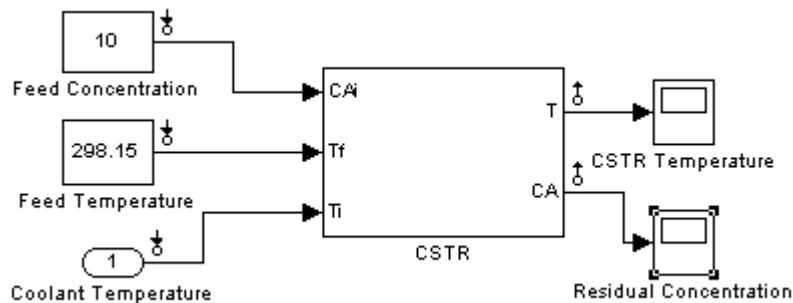 10
Feed Concentration
298.15
Feed Temperature
1
Coolant Temperature
CAi
Tf
Ti
T
CA
CSTR
CSTR Temperature
Residual Concentration